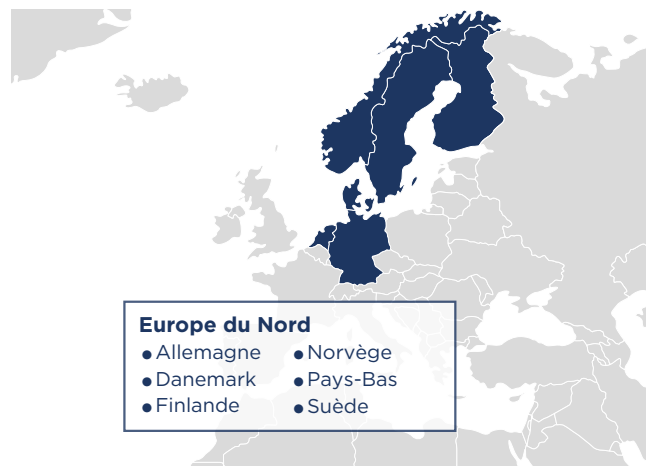 Europe du Nord
• Allemagne
• Danemark
• Finlande
• Norvège
• Pays-Bas
• Suède